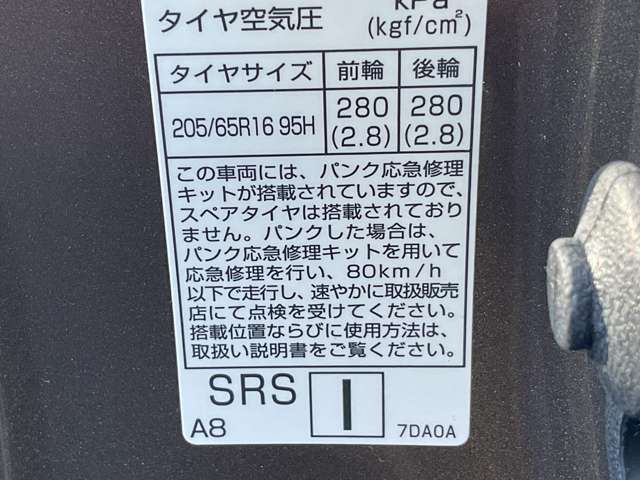 タイヤ空気圧 kPa
(kgf/cm²)
タイヤサイズ 前輪 後輪
205/65R16 95H 280 280
(2.8) (2.8)
この車両には、パンク応急修理
キットが搭載されていますので、
スペアタイヤは搭載されており
ません。パンクした場合は、
パンク応急修理キットを用いて
応急修理を行い、80km/h
以下で走行し、速やかに取扱販売
店にて点検を受けてください。
搭載位置ならびに使用方法は、
取扱い説明書をご覧ください。
SRS I
A8 7DA0A